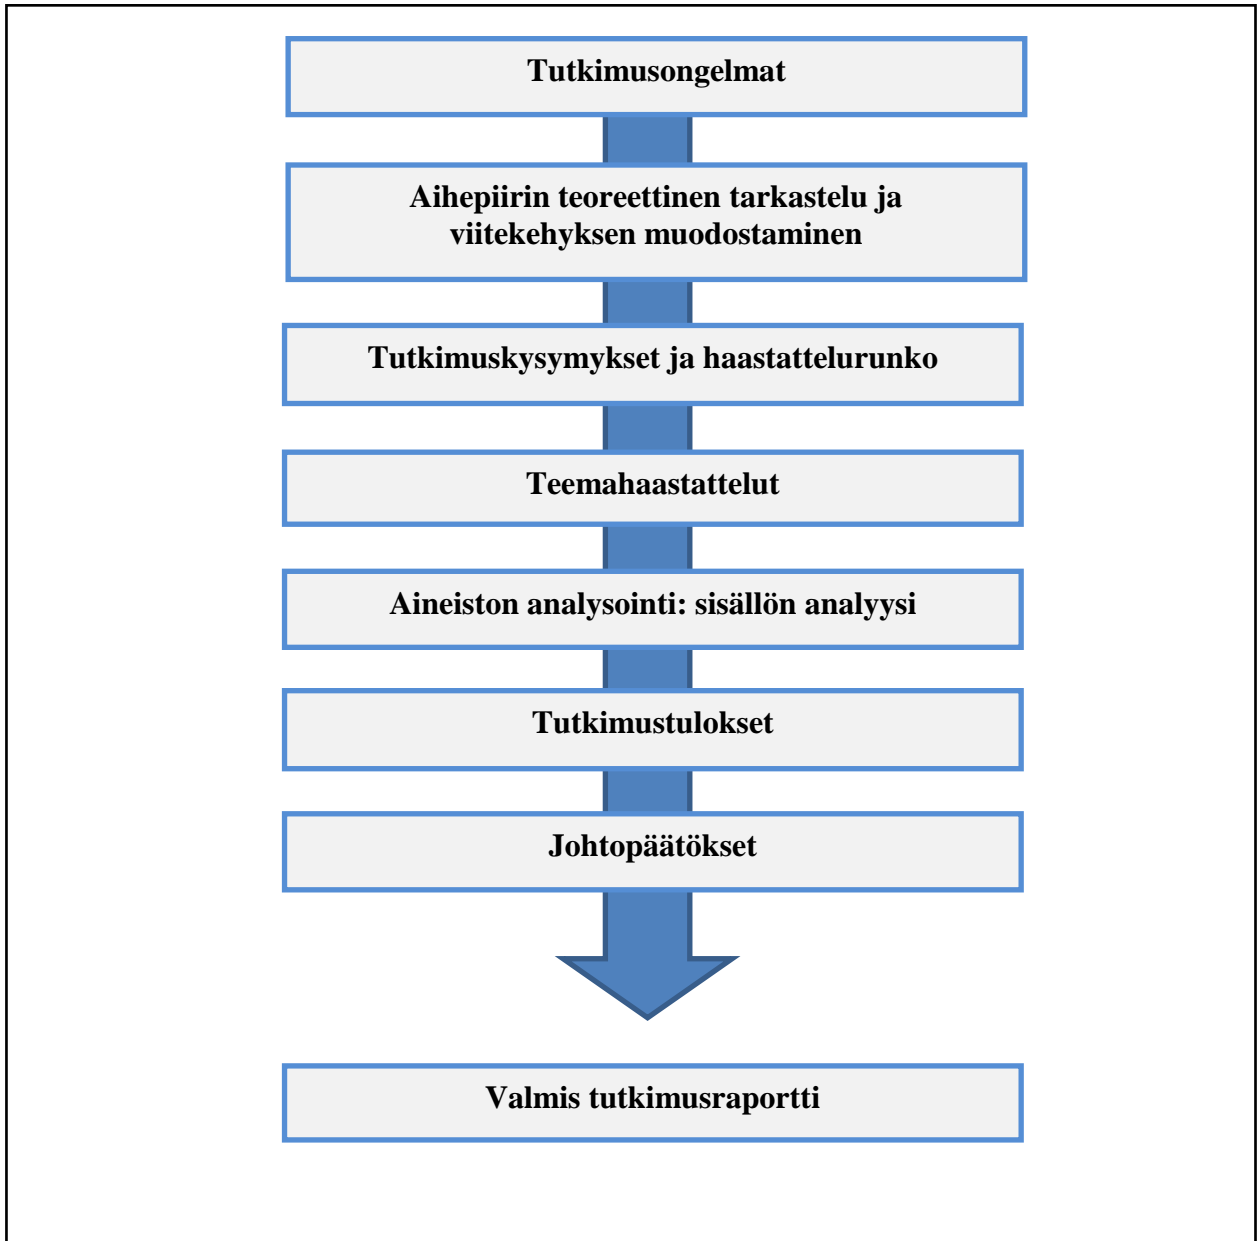 Tutkimusongelmat
Aihepiirin teoreettinen tarkastelu ja
viitekehyksen muodostaminen
Tutkimuskysymykset ja haastattelurunko
Teemahaastattelut
Aineiston analysointi: sisällön analyysi
Tutkimustulokset
Johtopäätökset
Valmis tutkimusraportti